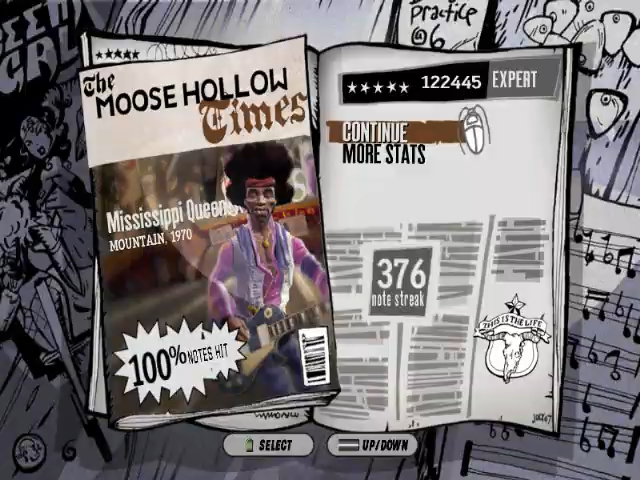 Practice
@6
The
MOOSE HOLLOW
Times
122445 EXPERT
CONTINUE
MORE STATS
Mississippi Queen
MOUNTAIN, 1970
376
note streak
THIS IS THE LIFE
100% NOTES HIT
SELECT
UP/DOWN